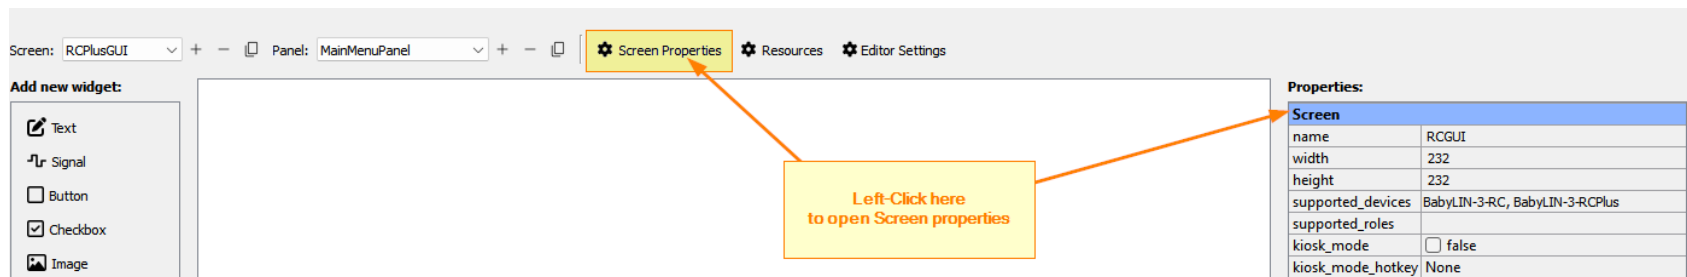 Screen: RCPlusGUI Panel: MainMenuPanel Screen Properties Resources Editor Settings
Add new widget:
Text
Signal
Button
Checkbox
Image
Left-Click here
to open Screen properties
Properties:
Screen
name RCGUI
width 232
height 232
supported_devices BabyLIN-3-RC, BabyLIN-3-RCPlus
supported_roles
kiosk_mode false
kiosk_mode_hotkey None